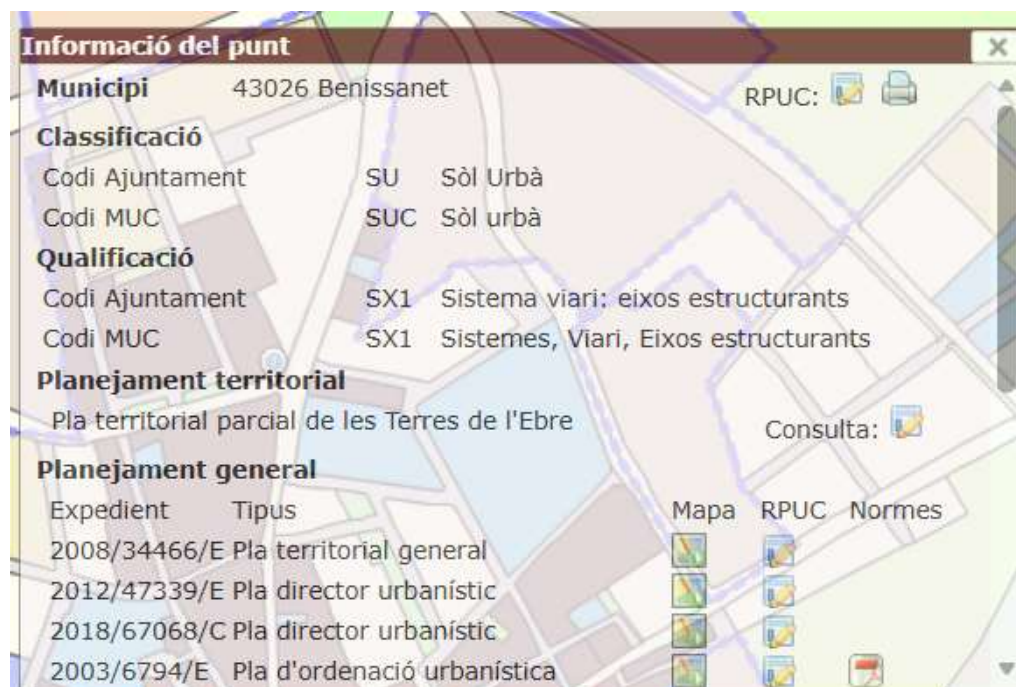 Informació del punt
Municipi 43026 Benissanet RPUC:
Classificació
Codi Ajuntament SU Sòl Urbà
Codi MUC SUC Sòl urbà
Qualificació
Codi Ajuntament SX1 Sistema viari: eixos estructurants
Codi MUC SX1 Sistemes, Viari, Eixos estructurants
Planejament territorial
Pla territorial parcial de les Terres de l'Ebre Consulta:
Planejament general
Expedient Tipus Mapa RPUC Normes
2008/34466/E Pla territorial general
2012/47339/E Pla director urbanístic
2018/67068/C Pla director urbanístic
2003/6794/E Pla d'ordenació urbanística